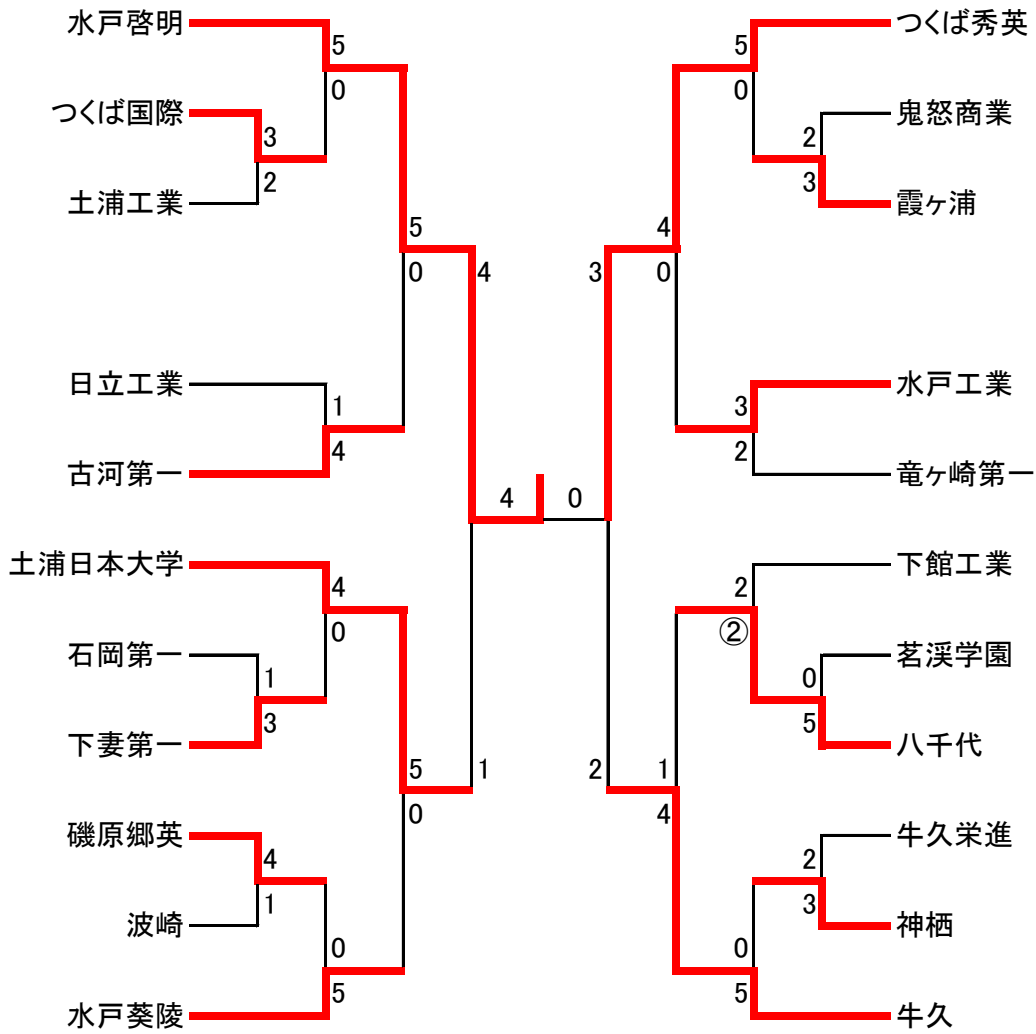 水戸啓明
5
0
つくば国際
3
2
土浦工業
5
0
4
日立工業
1
4
古河第一
土浦日本大学
4
0
石岡第一
1
3
下妻第一
5
0
1
磯原郷英
4
1
波崎
0
5
水戸葵陵
4 0
つくば秀英
5
0
鬼怒商業
2
3
霞ヶ浦
4
0
3
水戸工業
3
2
竜ヶ崎第一
下館工業
2
②
茗渓学園
0
5
八千代
2
1
4
牛久栄進
2
3
神栖
0
5
牛久